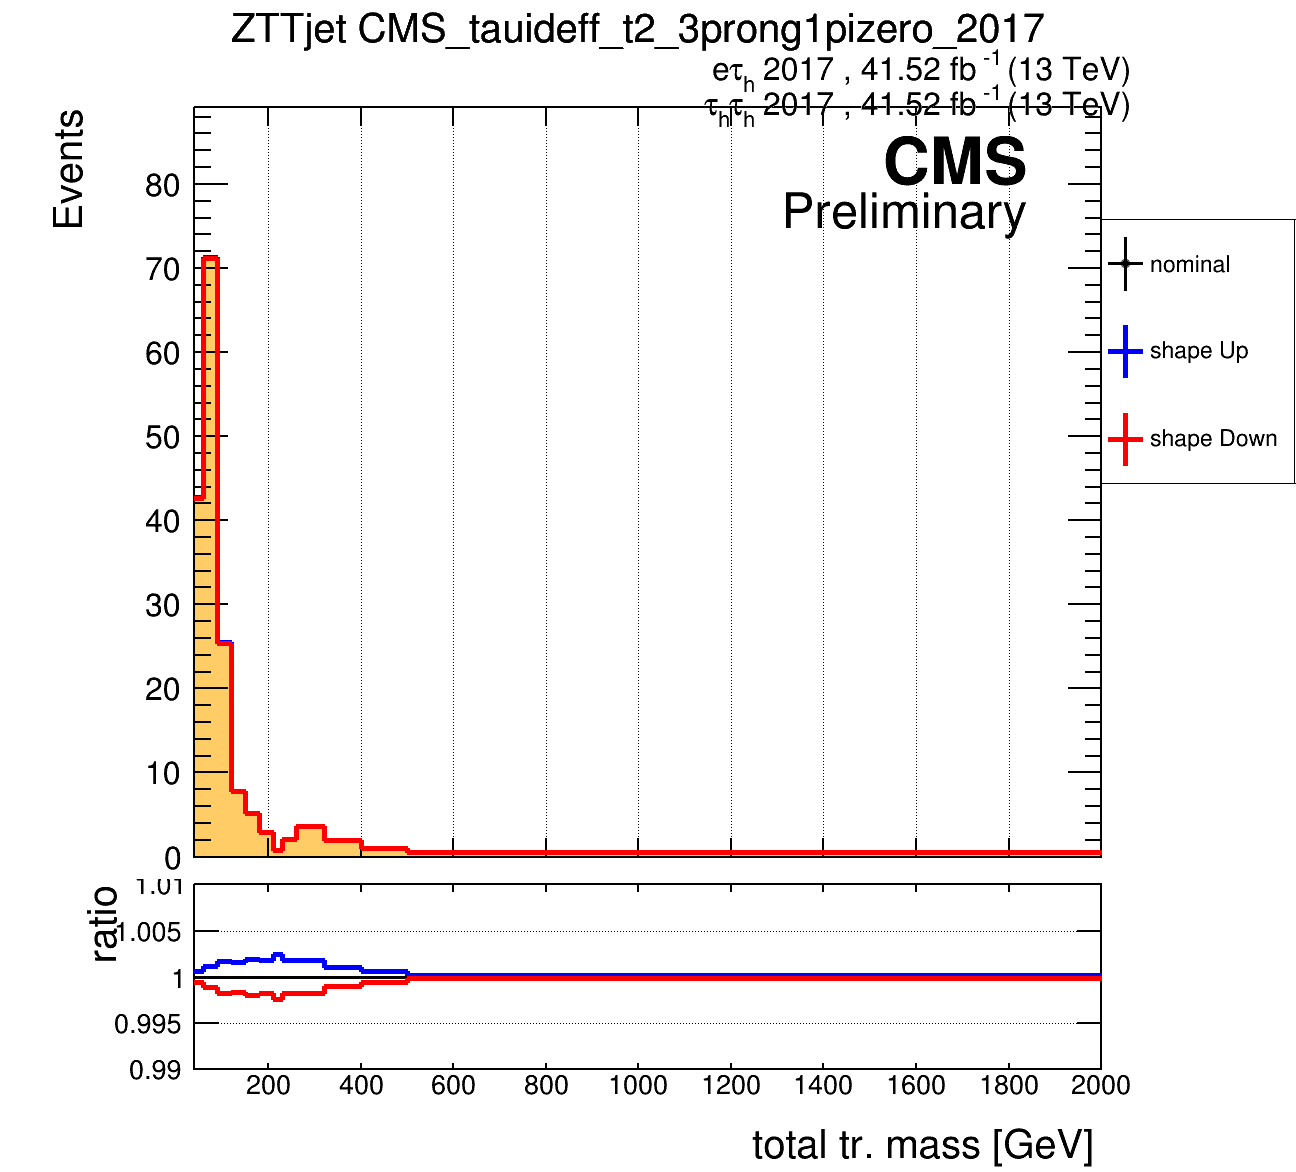 ZTTjet CMS_tauideff_t2_3prong1pizero_2017
eτh 2017 , 41.52 fb -1 (13 TeV)
τhτh 2017 , 41.52 fb -1 (13 TeV)
CMS
Preliminary
Events
80
70
60
50
40
30
20
10
0
nominal
shape Up
shape Down
ratio
1.01
1.005
1
0.995
0.99
200 400 600 800 1000 1200 1400 1600 1800 2000
total tr. mass [GeV]